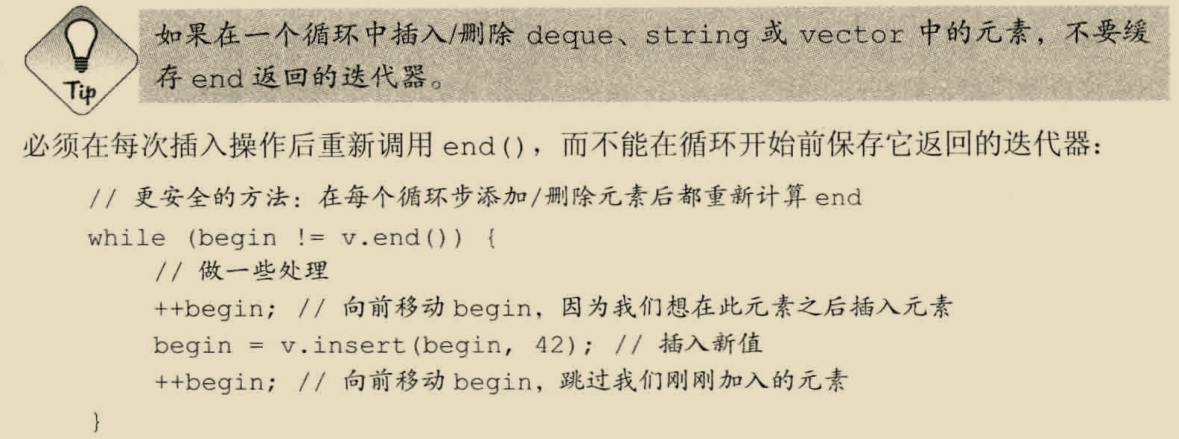 如果在一个循环中插入/删除 deque、string 或 vector 中的元素，不要缓
存 end 返回的迭代器。
Tip
必须在每次插入操作后重新调用 end()，而不能在循环开始前保存它返回的迭代器：
// 更安全的方法：在每个循环步添加/删除元素后都重新计算 end
while (begin != v.end()) {
// 做一些处理
++begin; // 向前移动 begin，因为我们想在此元素之后插入元素
begin = v.insert(begin, 42); // 插入新值
++begin; // 向前移动 begin，跳过我们刚刚加入的元素
}